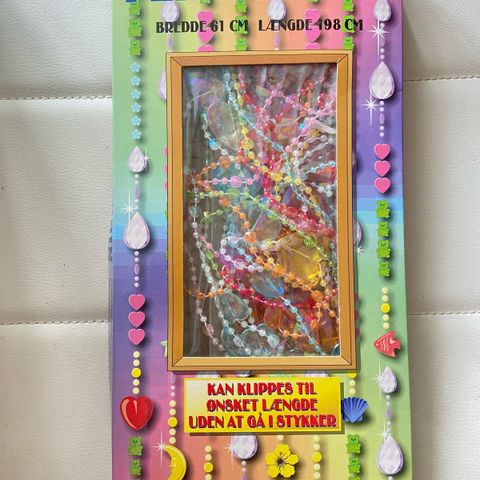 BREDDE 61 CM LÆNGDE 198 CM
KAN KLIPPES TIL
ØNSKET LÆNGDE
UDEN AT GÅ I STYKKER